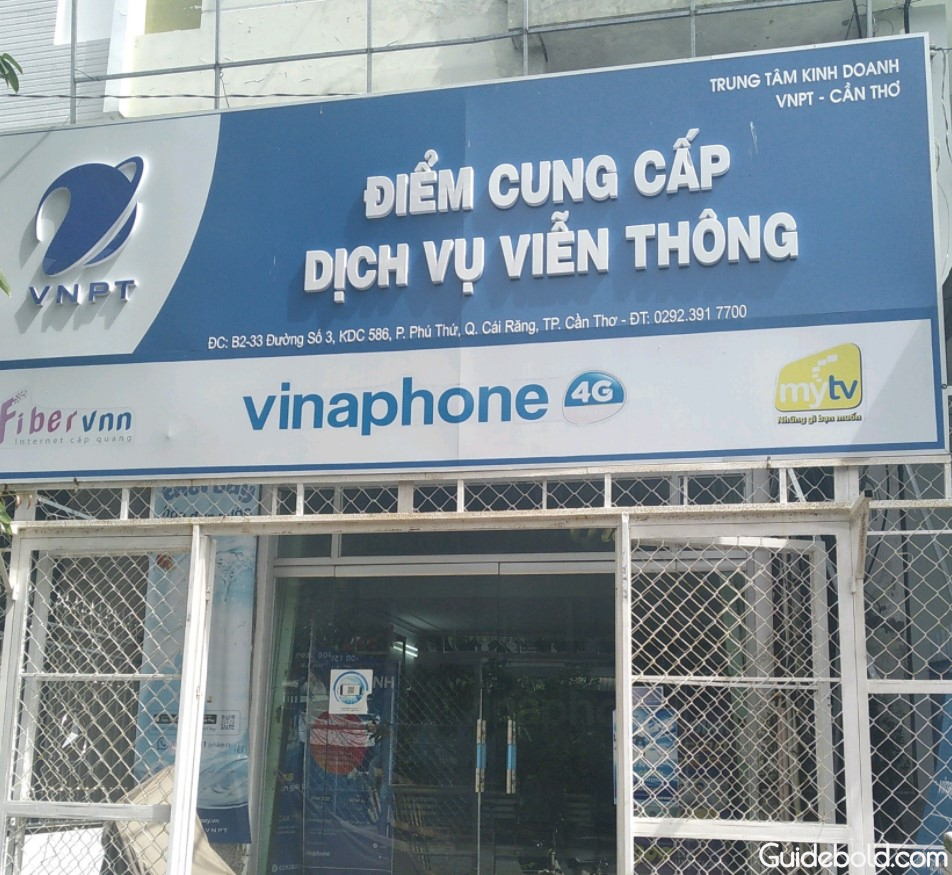 TRUNG TÂM KINH DOANH
VNPT - CẦN THƠ
ĐIỂM CUNG CẤP
DỊCH VỤ VIỄN THÔNG
VNPT
ĐC: B2-33 Đường Số 3, KDC 586, P. Phú Thứ, Q. Cái Răng, TP. Cần Thơ - ĐT: 0292.391 7700
Fibervnn
Internet cáp quang
vinaphone 4G
mytv
Những gì bạn muốn
VNPT
vinaphone
Guidebold.com